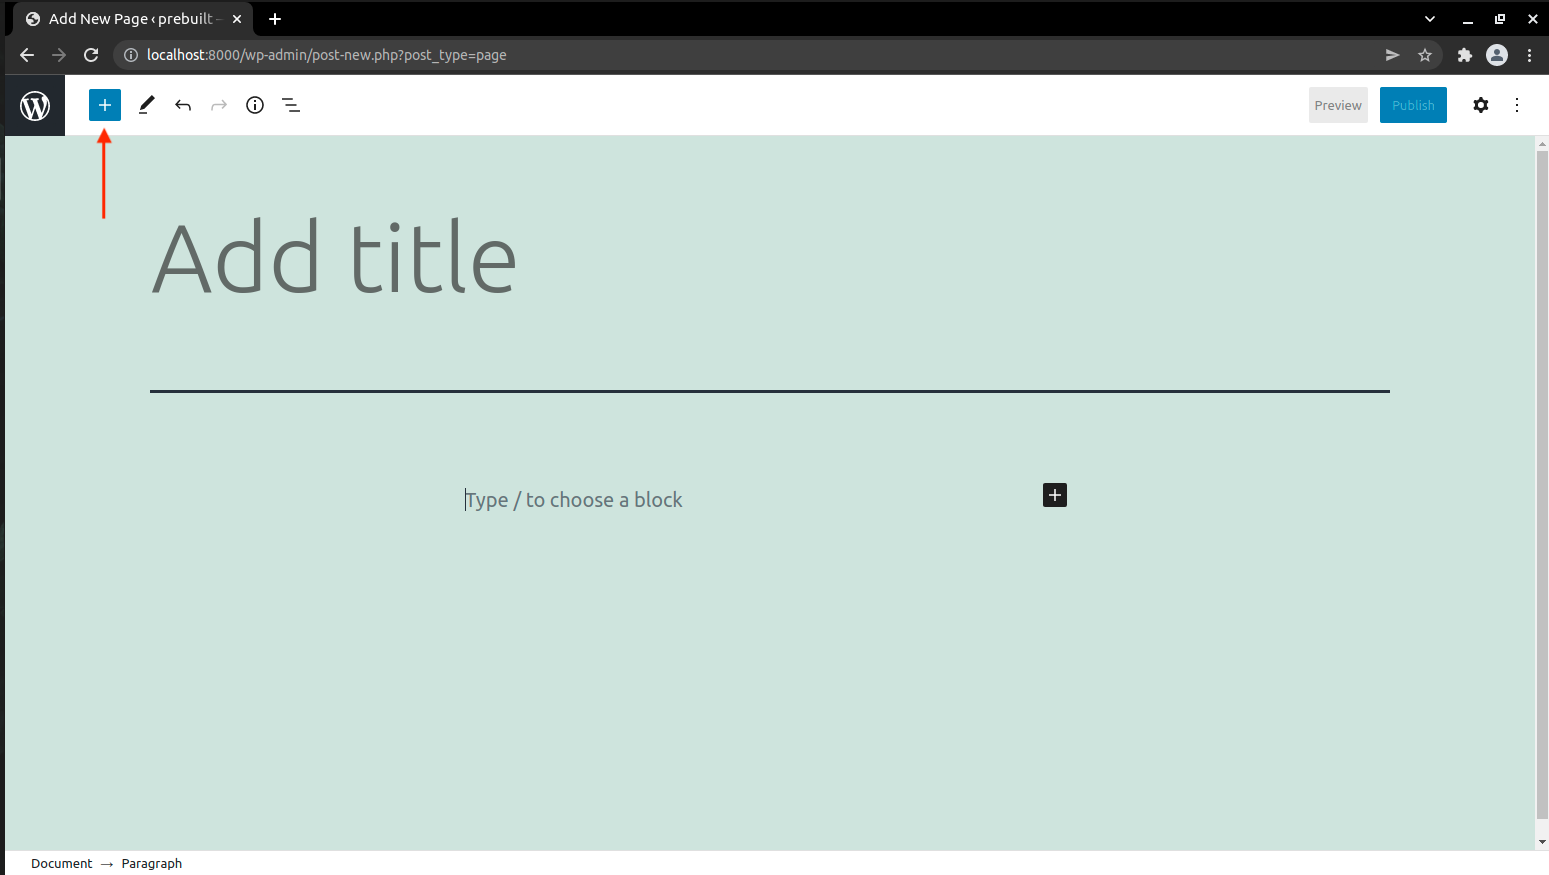 Add New Page ‹ prebuilt –
localhost:8000/wp-admin/post-new.php?post_type=page
Preview
Publish
Add title
Type / to choose a block
Document → Paragraph